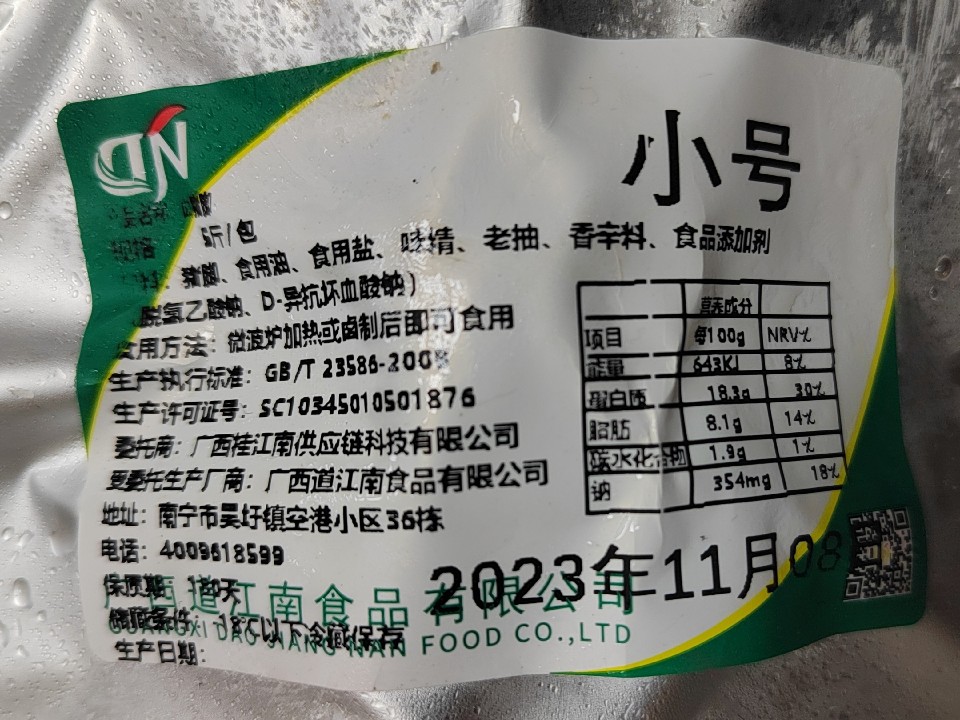 小号
5斤/包
猪脚、食用油、食用盐、味精、老抽、香辛料、食品添加剂
脱氢乙酸钠、D-异抗坏血酸钠）
食用方法：微波炉加热或卤制后即可食用
生产执行标准：GB/T 23586-2009
生产许可证号：SC10345010501876
委托商：广西桂江南供应链科技有限公司
受委托生产厂商：广西道江南食品有限公司
地址：南宁市吴圩镇空港小区36栋
电话：4009618599
保质期：180天
储藏条件：-18℃以下冷藏保存
生产日期：
2023年11月08
广西道江南食品有限公司
GUANGXI DAO JIANG NAN FOOD CO.,LTD
营养成分
项目 每100g NRV%
能量 643KJ 8%
蛋白质 18.3g 30%
脂肪 8.1g 14%
碳水化合物 1.9g 1%
钠 354mg 18%